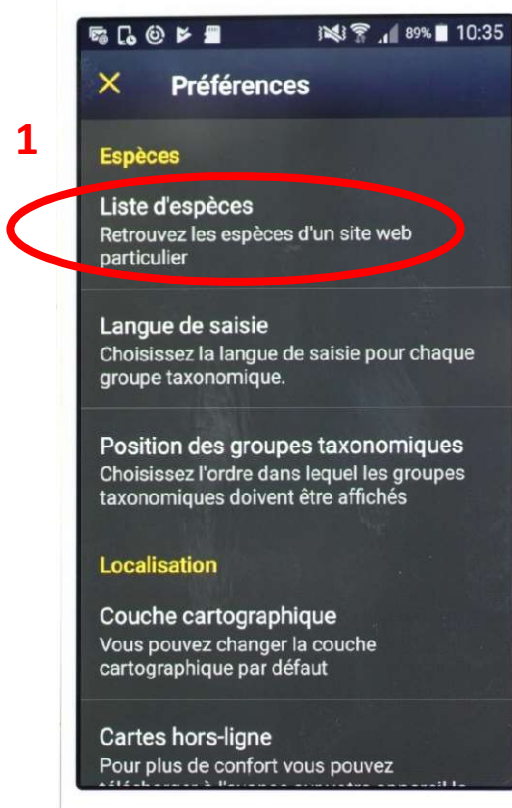 89% 10:35
Préférences
1
Espèces
Liste d'espèces
Retrouvez les espèces d'un site web
particulier
Langue de saisie
Choisissez la langue de saisie pour chaque
groupe taxonomique.
Position des groupes taxonomiques
Choisissez l'ordre dans lequel les groupes
taxonomiques doivent être affichés
Localisation
Couche cartographique
Vous pouvez changer la couche
cartographique par défaut
Cartes hors-ligne
Pour plus de confort vous pouvez